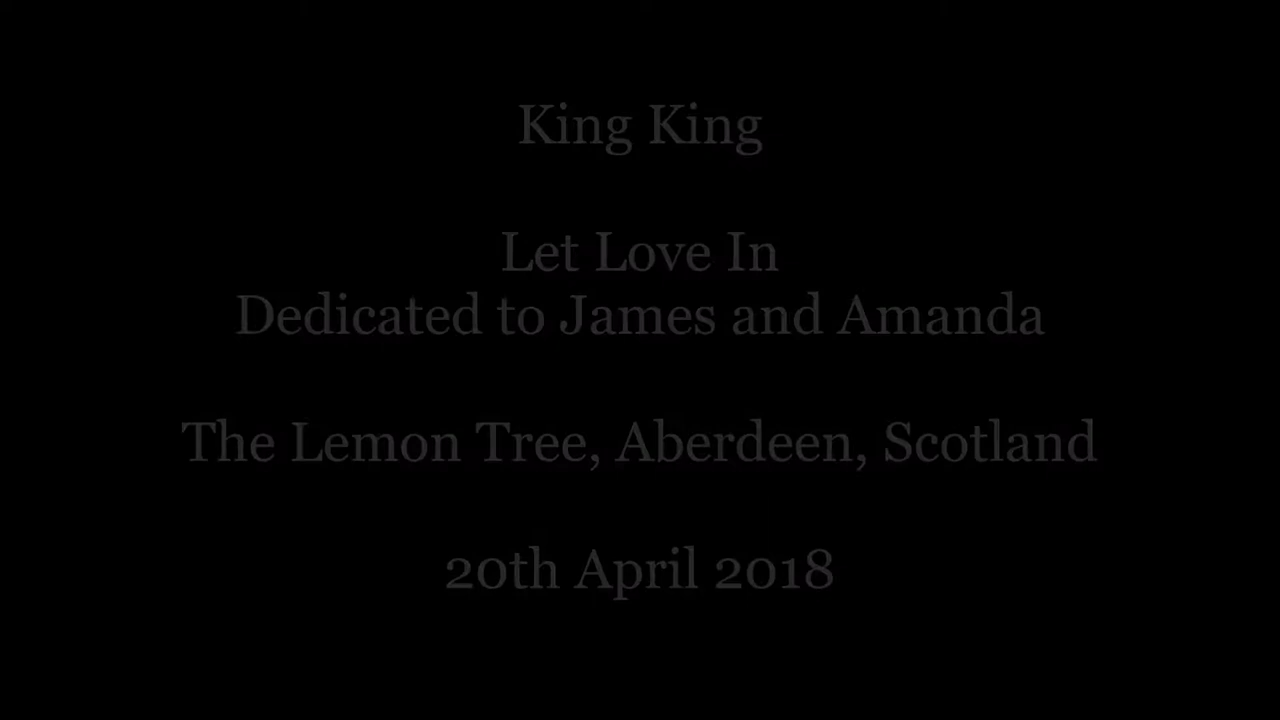 King King
Let Love In
Dedicated to James and Amanda
The Lemon Tree, Aberdeen, Scotland
20th April 2018